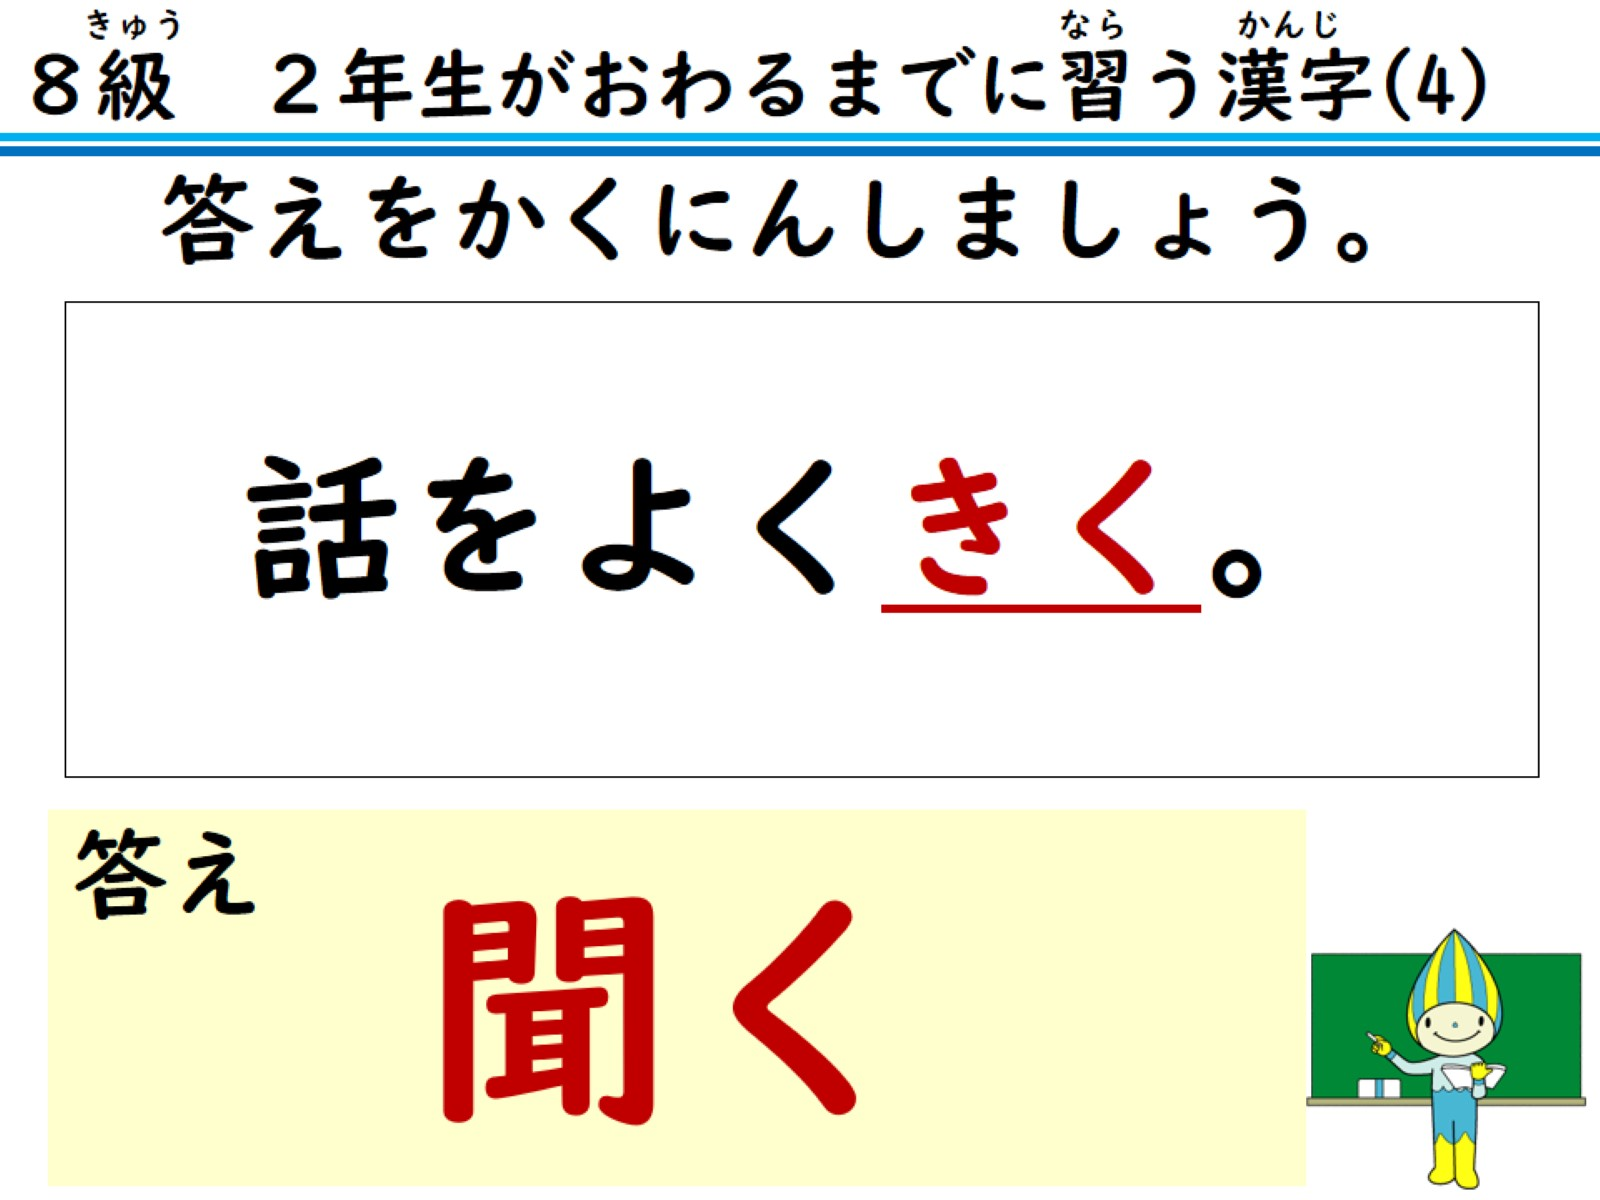 きゅう なら かんじ
8級 2年生がおわるまでに習う漢字(4)
答えをかくにんしましょう。
話をよくきく。
答え
聞く